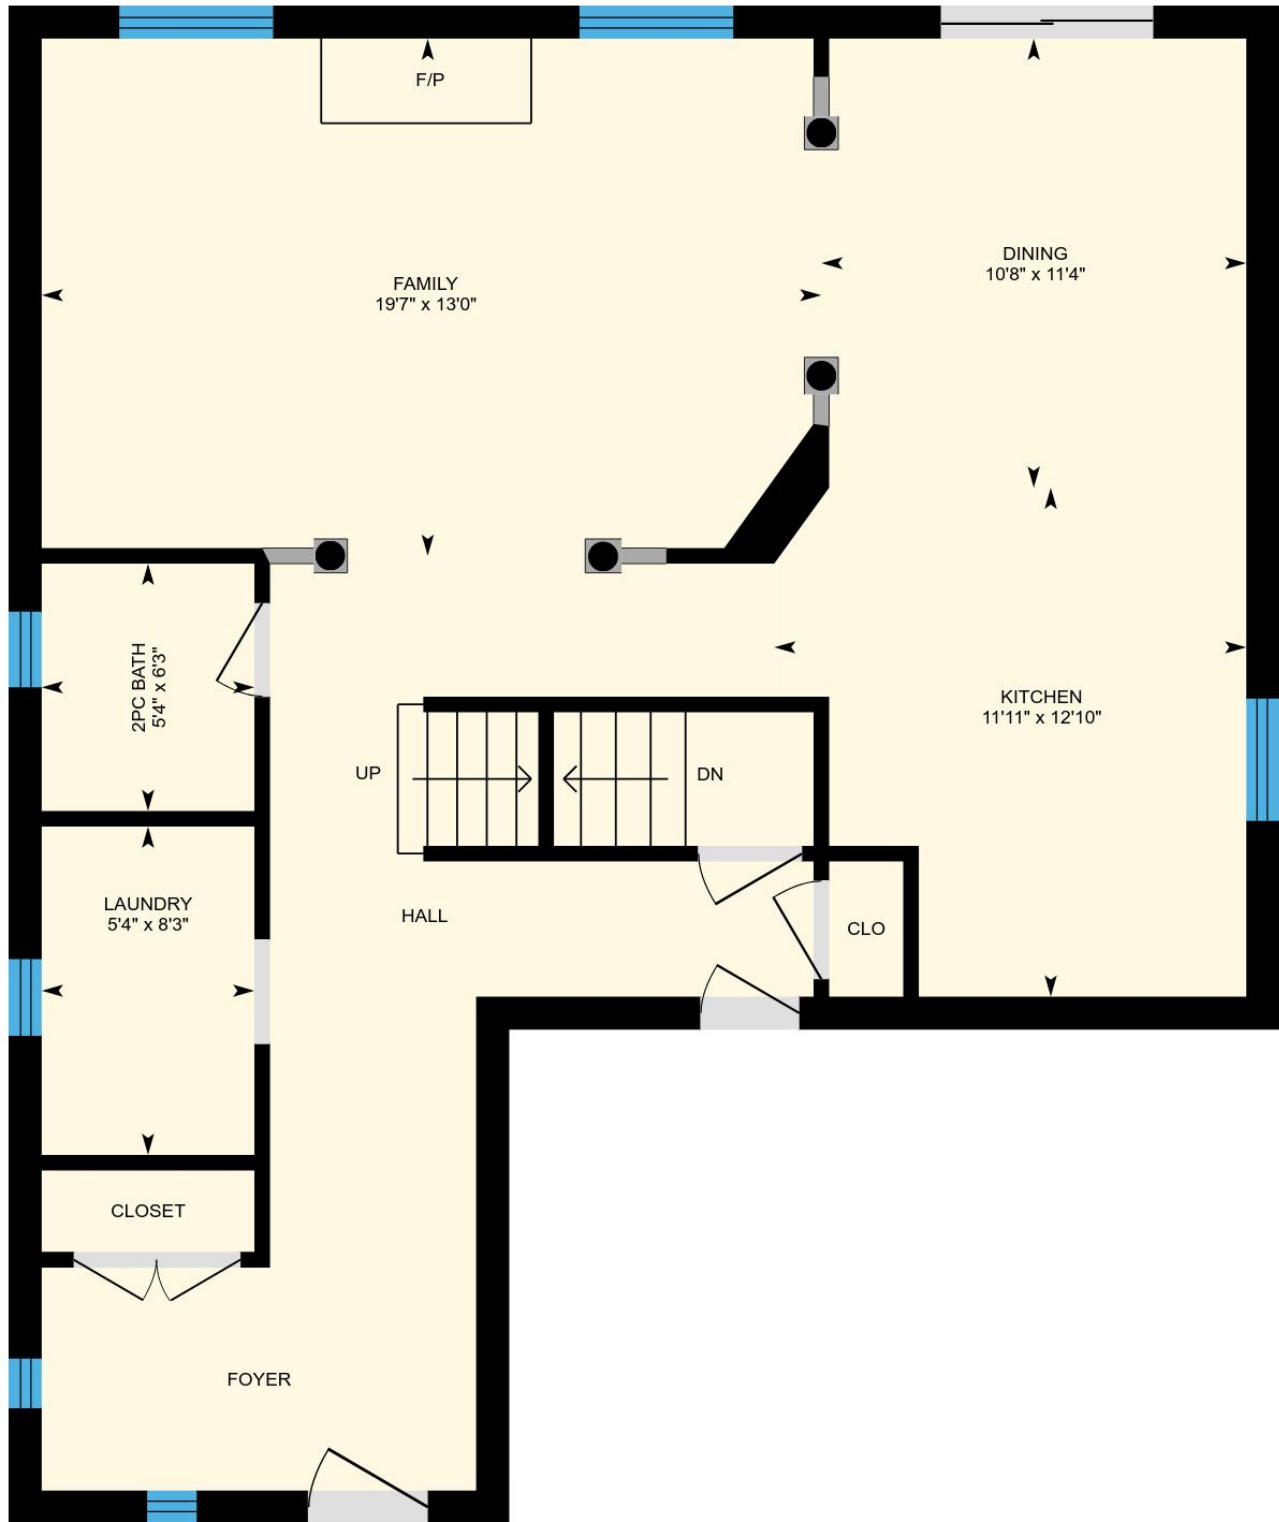 F/P
FAMILY
19'7" x 13'0"
DINING
10'8" x 11'4"
2PC BATH
5'4" x 6'3"
KITCHEN
11'11" x 12'10"
UP
DN
LAUNDRY
5'4" x 8'3"
HALL
CLO
CLOSET
FOYER